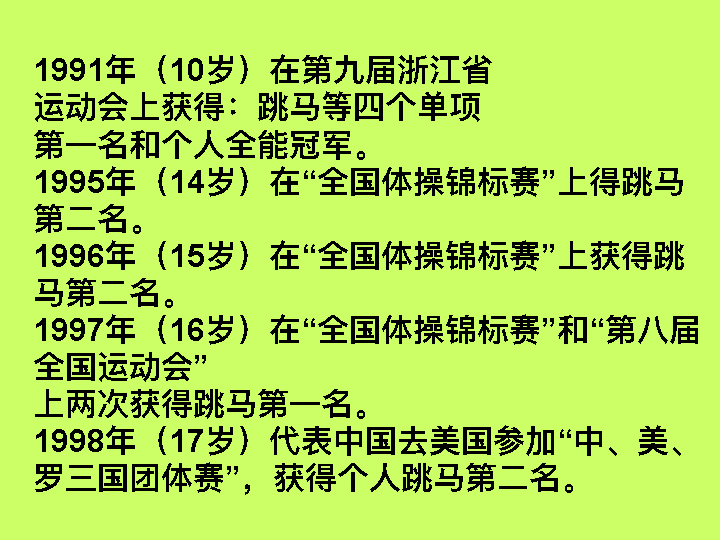 1991年（10岁）在第九届浙江省
运动会上获得：跳马等四个单项
第一名和个人全能冠军。
1995年（14岁）在“全国体操锦标赛”上得跳马
第二名。
1996年（15岁）在“全国体操锦标赛”上获得跳
马第二名。
1997年（16岁）在“全国体操锦标赛”和“第八届
全国运动会”
上两次获得跳马第一名。
1998年（17岁）代表中国去美国参加“中、美、
罗三国团体赛”，获得个人跳马第二名。